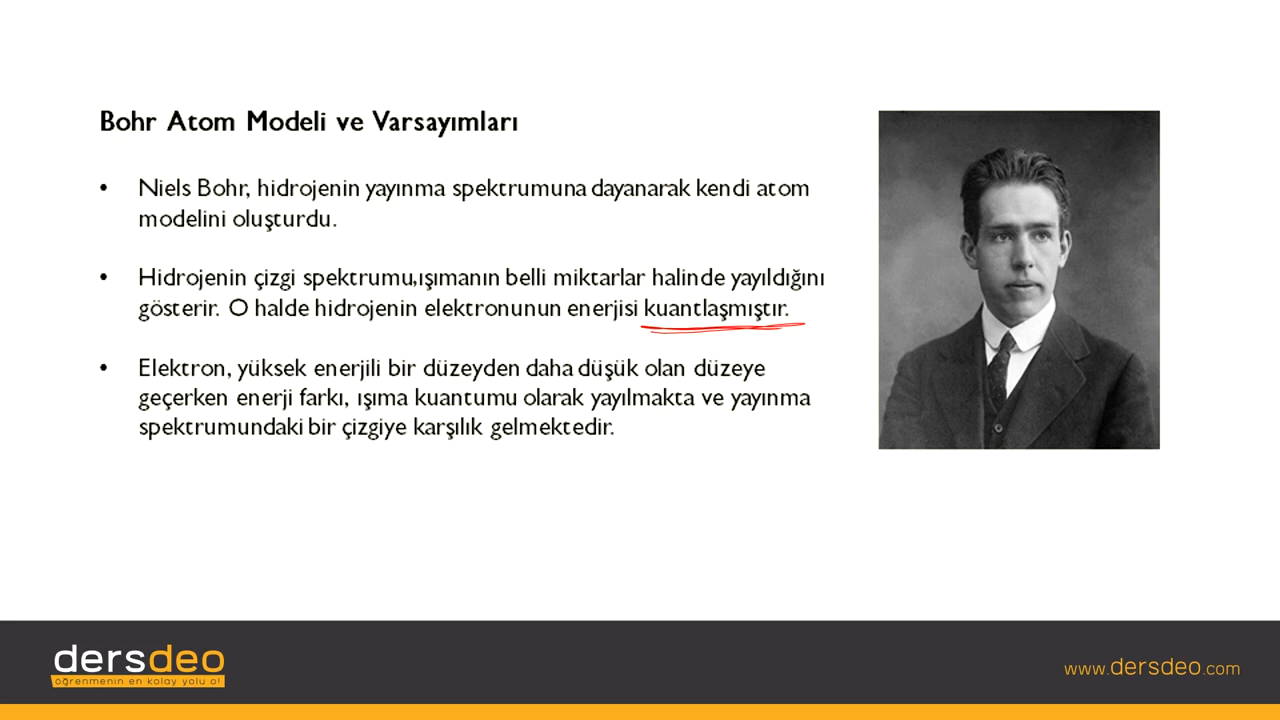 Bohr Atom Modeli ve Varsayımları
• Niels Bohr, hidrojenin yayınma spektrumuna dayanarak kendi atom
modelini oluşturdu.
• Hidrojenin çizgi spektrumu,ışımanın belli miktarlar halinde yayıldığını
gösterir. O halde hidrojenin elektronunun enerjisi kuantlaşmıştır.
• Elektron, yüksek enerjili bir düzeyden daha düşük olan düzeye
geçerken enerji farkı, ışıma kuantumu olarak yayılmakta ve yayınma
spektrumundaki bir çizgiye karşılık gelmektedir.
dersdeo
öğrenmenin en kolay yolu o!
www.dersdeo.com